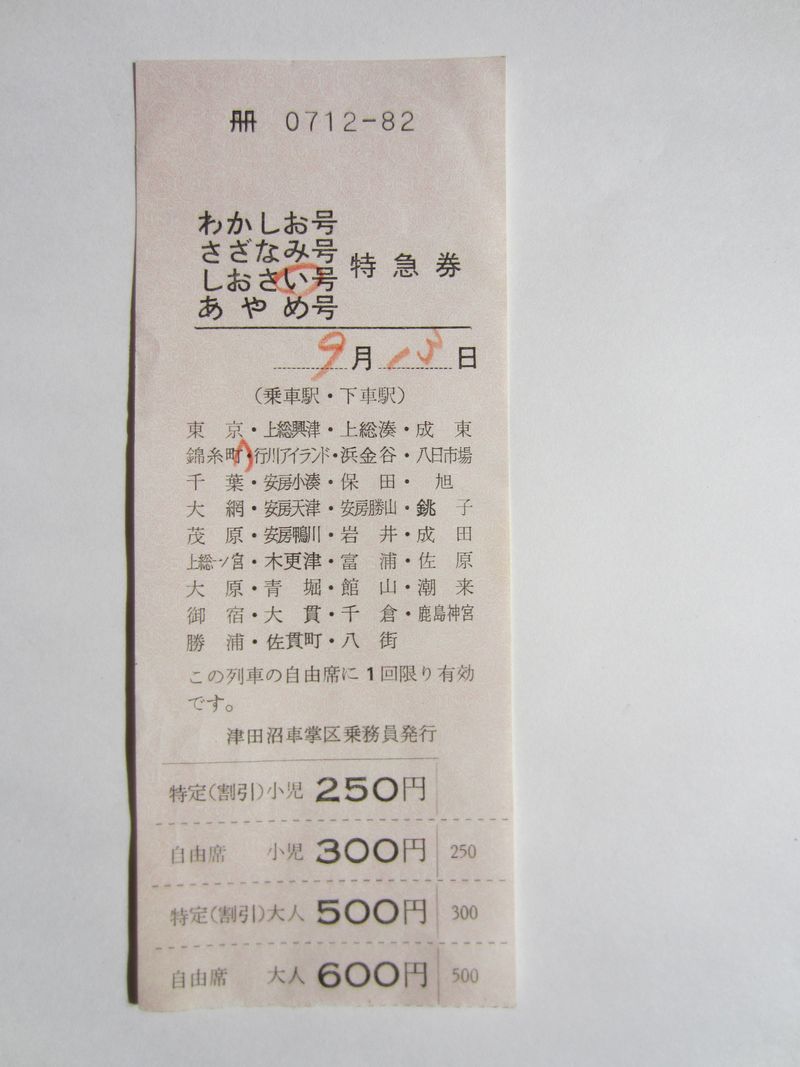 冊 0712-82
わかしお号
さざなみ号
しおさい号 特急券
あやめ号
9月13日
(乗車駅・下車駅)
東京・上総興津・上総湊・成東
錦糸町・行川アイランド・浜金谷・八日市場
千葉・安房小湊・保田・旭
大網・安房天津・安房勝山・銚子
茂原・安房鴨川・岩井・成田
上総一ノ宮・木更津・富浦・佐原
大原・青堀・館山・潮来
御宿・大貫・千倉・鹿島神宮
勝浦・佐貫町・八街
この列車の自由席に1回限り有効
です。
津田沼車掌区乗務員発行
特定(割引)小児 250円
自由席 小児 300円 250
特定(割引)大人 500円 300
自由席 大人 600円 500